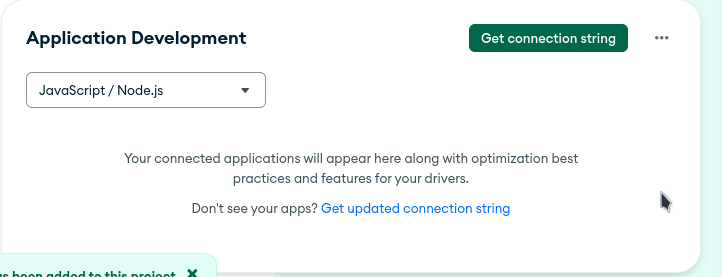 Application Development
Get connection string
JavaScript / Node.js
Your connected applications will appear here along with optimization best
practices and features for your drivers.
Don't see your apps? Get updated connection string
been added to this project